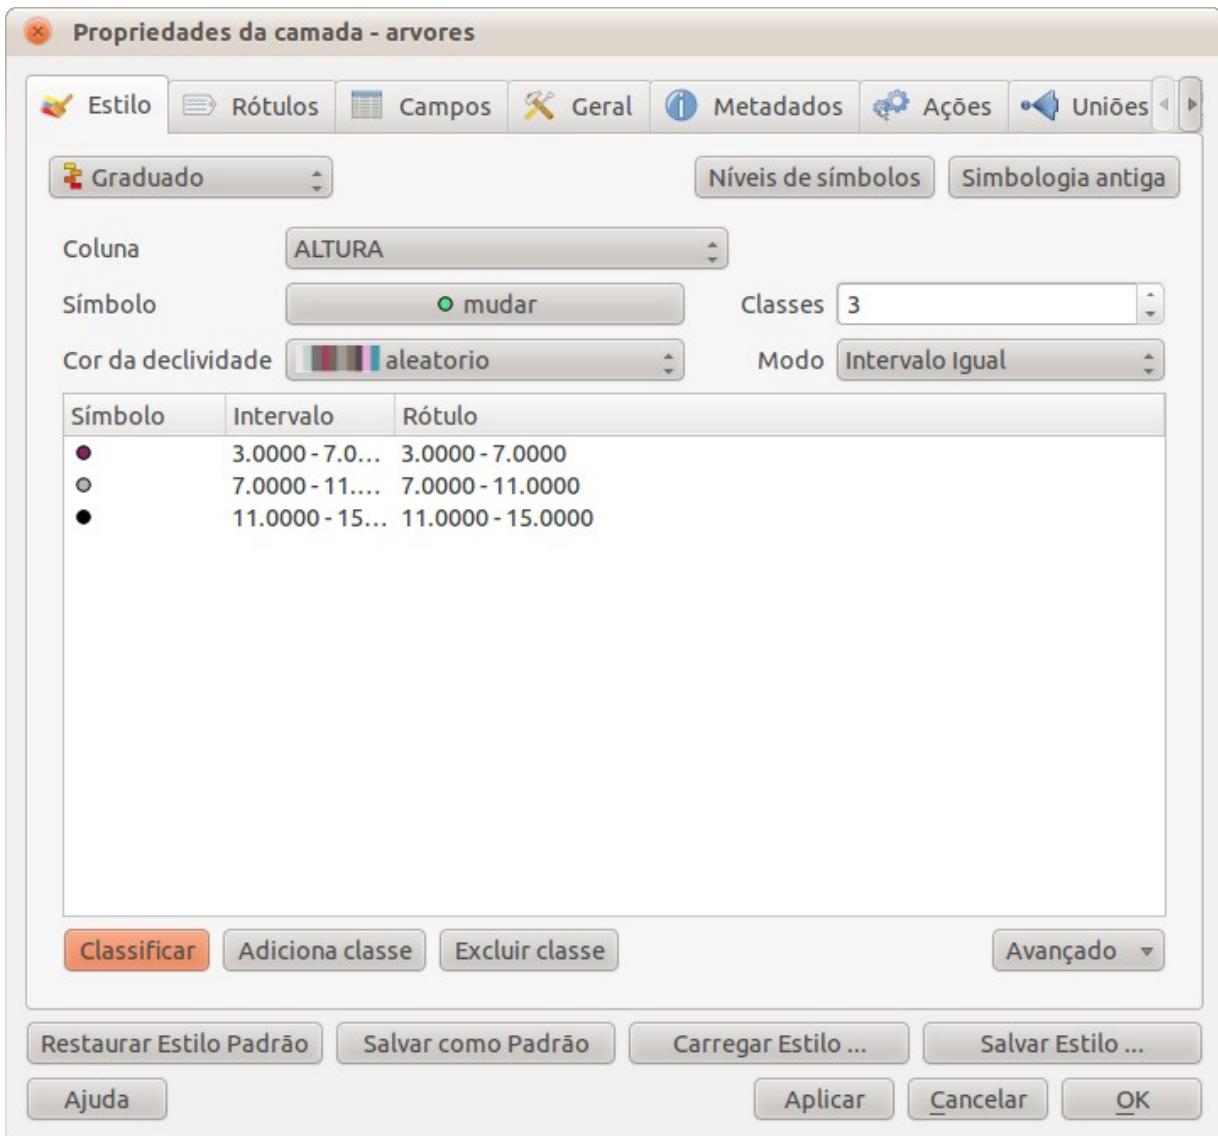 Propriedades da camada - arvores
Estilo Rótulos Campos Geral Metadados Ações Uniões
Graduado Níveis de símbolos Simbologia antiga
Coluna ALTURA
Símbolo mudar Classes 3
Cor da declividade aleatorio Modo Intervalo Igual
Símbolo Intervalo Rótulo
3.0000 - 7.0... 3.0000 - 7.0000
7.0000 - 11.... 7.0000 - 11.0000
11.0000 - 15... 11.0000 - 15.0000
Classificar Adiciona classe Excluir classe Avançado
Restaurar Estilo Padrão Salvar como Padrão Carregar Estilo ... Salvar Estilo ...
Ajuda Aplicar Cancelar OK